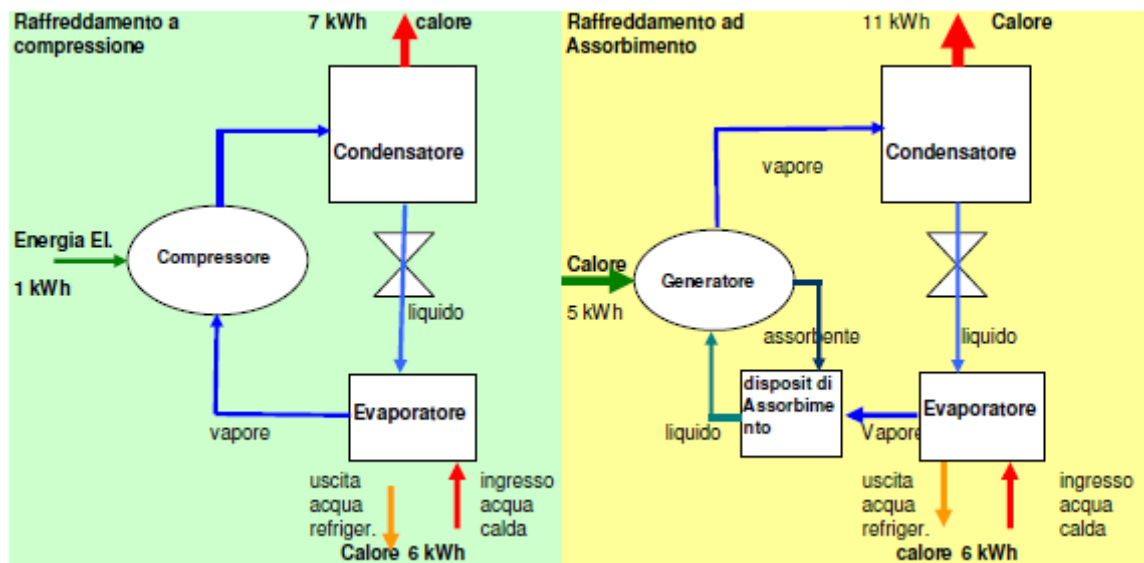 Raffreddamento a
compressione
7 kWh
calore
Condensatore
Energia El.
1 kWh
Compressore
liquido
Evaporatore
vapore
uscita
acqua
refriger.
ingresso
acqua
calda
Calore 6 kWh
Raffreddamento ad
Assorbimento
11 kWh
Calore
Condensatore
vapore
Calore
5 kWh
Generatore
assorbente
liquido
disposit di
Assorbime
nto
liquido
Vapore
Evaporatore
uscita
acqua
refriger.
ingresso
acqua
calda
calore 6 kWh